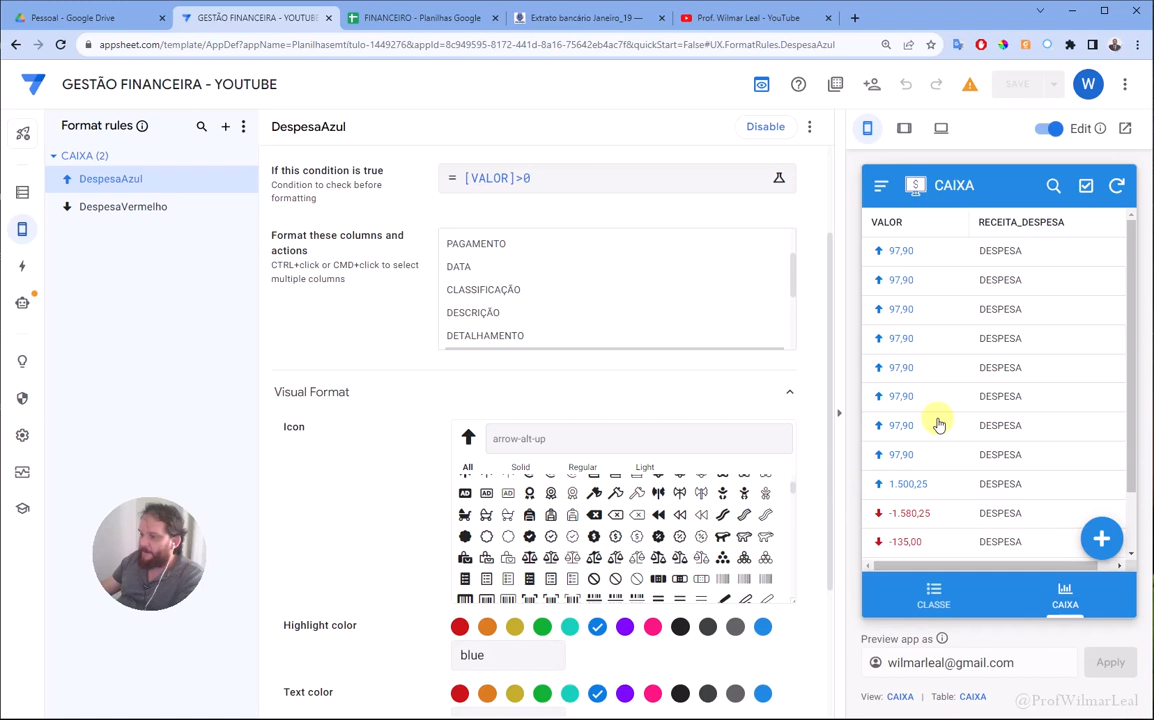 Pessoal - Google Drive
GESTÃO FINANCEIRA - YOUTUBE
FINANCEIRO - Planilhas Google
Extrato bancário Janeiro_19 —
Prof. Wilmar Leal - YouTube
appsheet.com/template/AppDef?appName=Planilhasemtítulo-1449276&appId=8c949595-8172-441d-8a16-75642eb4ac7f&quickStart=False#UX.FormatRules.DespesaAzul
GESTÃO FINANCEIRA - YOUTUBE
SAVE
W
Format rules
CAIXA (2)
DespesaAzul
DespesaVermelho
DespesaAzul
Disable
If this condition is true
Condition to check before
formatting
= [VALOR]>0
Format these columns and
actions
CTRL+click or CMD+click to select
multiple columns
PAGAMENTO
DATA
CLASSIFICAÇÃO
DESCRIÇÃO
DETALHAMENTO
Visual Format
Icon
arrow-alt-up
All Solid Regular Light
Highlight color
blue
Text color
Edit
CAIXA
VALOR RECEITA_DESPESA
97,90 DESPESA
97,90 DESPESA
97,90 DESPESA
97,90 DESPESA
97,90 DESPESA
97,90 DESPESA
97,90 DESPESA
97,90 DESPESA
1.500,25 DESPESA
-1.580,25 DESPESA
-135,00 DESPESA
CLASSE CAIXA
Preview app as
wilmarleal@gmail.com Apply
View: CAIXA | Table: CAIXA
@ProfWilmarLeal